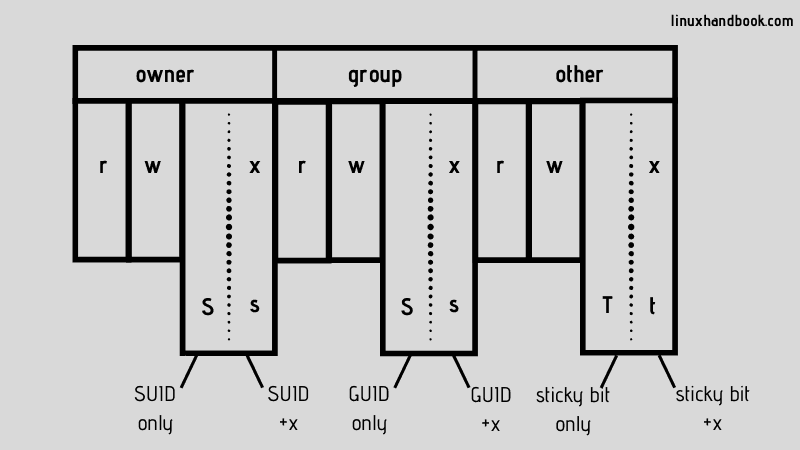 linuxhandbook.com
owner group other
r w x r w x r w x
S s S s T t
SUID SUID GUID GUID sticky bit sticky bit
only +x only +x only +x